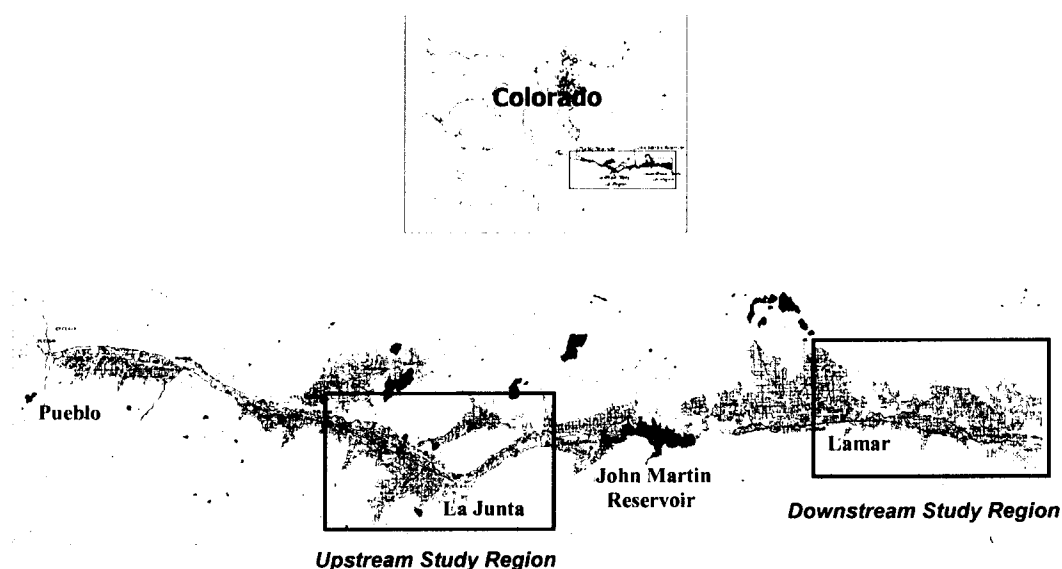 Colorado
Pueblo
La Junta
John Martin
Reservoir
Lamar
Upstream Study Region
Downstream Study Region